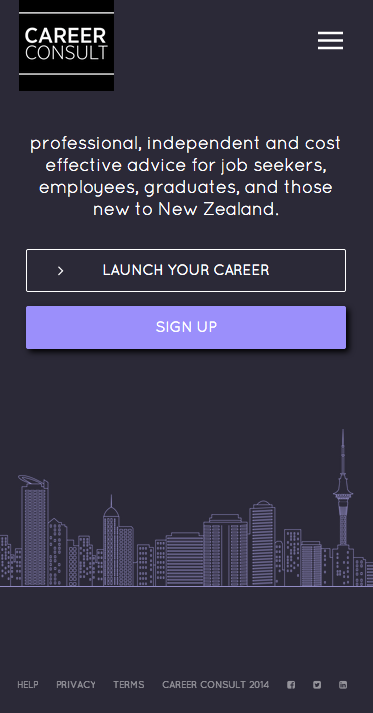 CAREER
CONSULT
professional, independent and cost
effective advice for job seekers,
employees, graduates, and those
new to New Zealand.
LAUNCH YOUR CAREER
SIGN UP
HELP PRIVACY TERMS CAREER CONSULT 2014